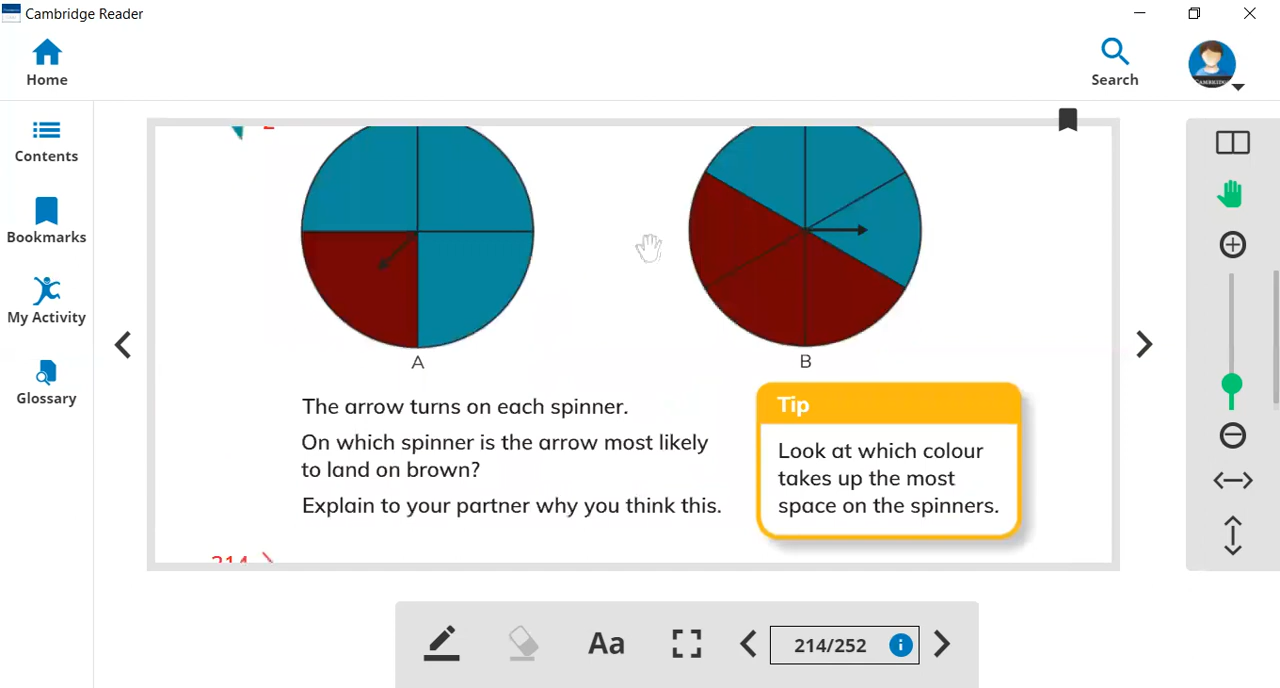 Cambridge Reader
Home
Search
Contents
Bookmarks
My Activity
Glossary
A
B
The arrow turns on each spinner.
On which spinner is the arrow most likely
to land on brown?
Explain to your partner why you think this.
Tip
Look at which colour
takes up the most
space on the spinners.
Aa
214/252